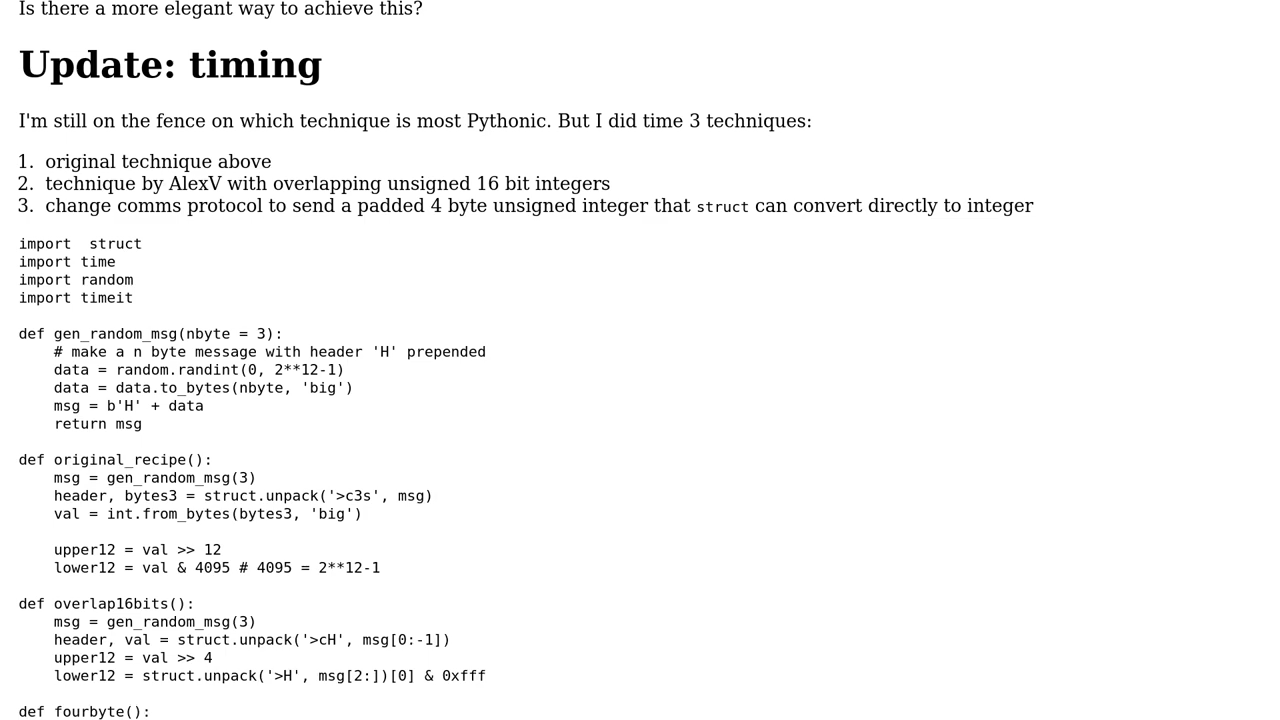 Is there a more elegant way to achieve this?
Update: timing
I'm still on the fence on which technique is most Pythonic. But I did time 3 techniques:
1. original technique above
2. technique by AlexV with overlapping unsigned 16 bit integers
3. change comms protocol to send a padded 4 byte unsigned integer that struct can convert directly to integer
import  struct
import time
import random
import timeit
def gen_random_msg(nbyte = 3):
    # make a n byte message with header 'H' prepended
    data = random.randint(0, 2**12-1)
    data = data.to_bytes(nbyte, 'big')
    msg = b'H' + data
    return msg
def original_recipe():
    msg = gen_random_msg(3)
    header, bytes3 = struct.unpack('>c3s', msg)
    val = int.from_bytes(bytes3, 'big')
    upper12 = val >> 12
    lower12 = val & 4095 # 4095 = 2**12-1
def overlap16bits():
    msg = gen_random_msg(3)
    header, val = struct.unpack('>cH', msg[0:-1])
    upper12 = val >> 4
    lower12 = struct.unpack('>H', msg[2:])[0] & 0xfff
def fourbyte():